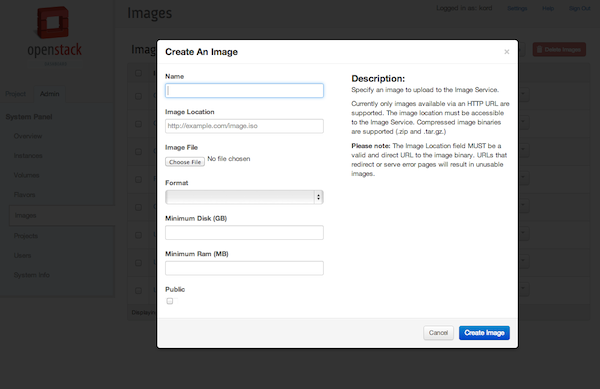 Images
Logged in as: kord
Settings
Help
Sign Out
openstack
Project
Admin
System Panel
Overview
Instances
Volumes
Flavors
Images
Projects
Users
System Info
Delete Images
Create An Image
×
Name
Image Location
http://example.com/image.iso
Image File
Choose File No file chosen
Format
Minimum Disk (GB)
Minimum Ram (MB)
Public
Description:
Specify an image to upload to the Image Service.
Currently only images available via an HTTP URL are
supported. The image location must be accessible
to the Image Service. Compressed image binaries
are supported (.zip and .tar.gz.)
Please note: The Image Location field MUST be a
valid and direct URL to the image binary. URLs that
redirect or serve error pages will result in unusable
images.
Cancel
Create Image